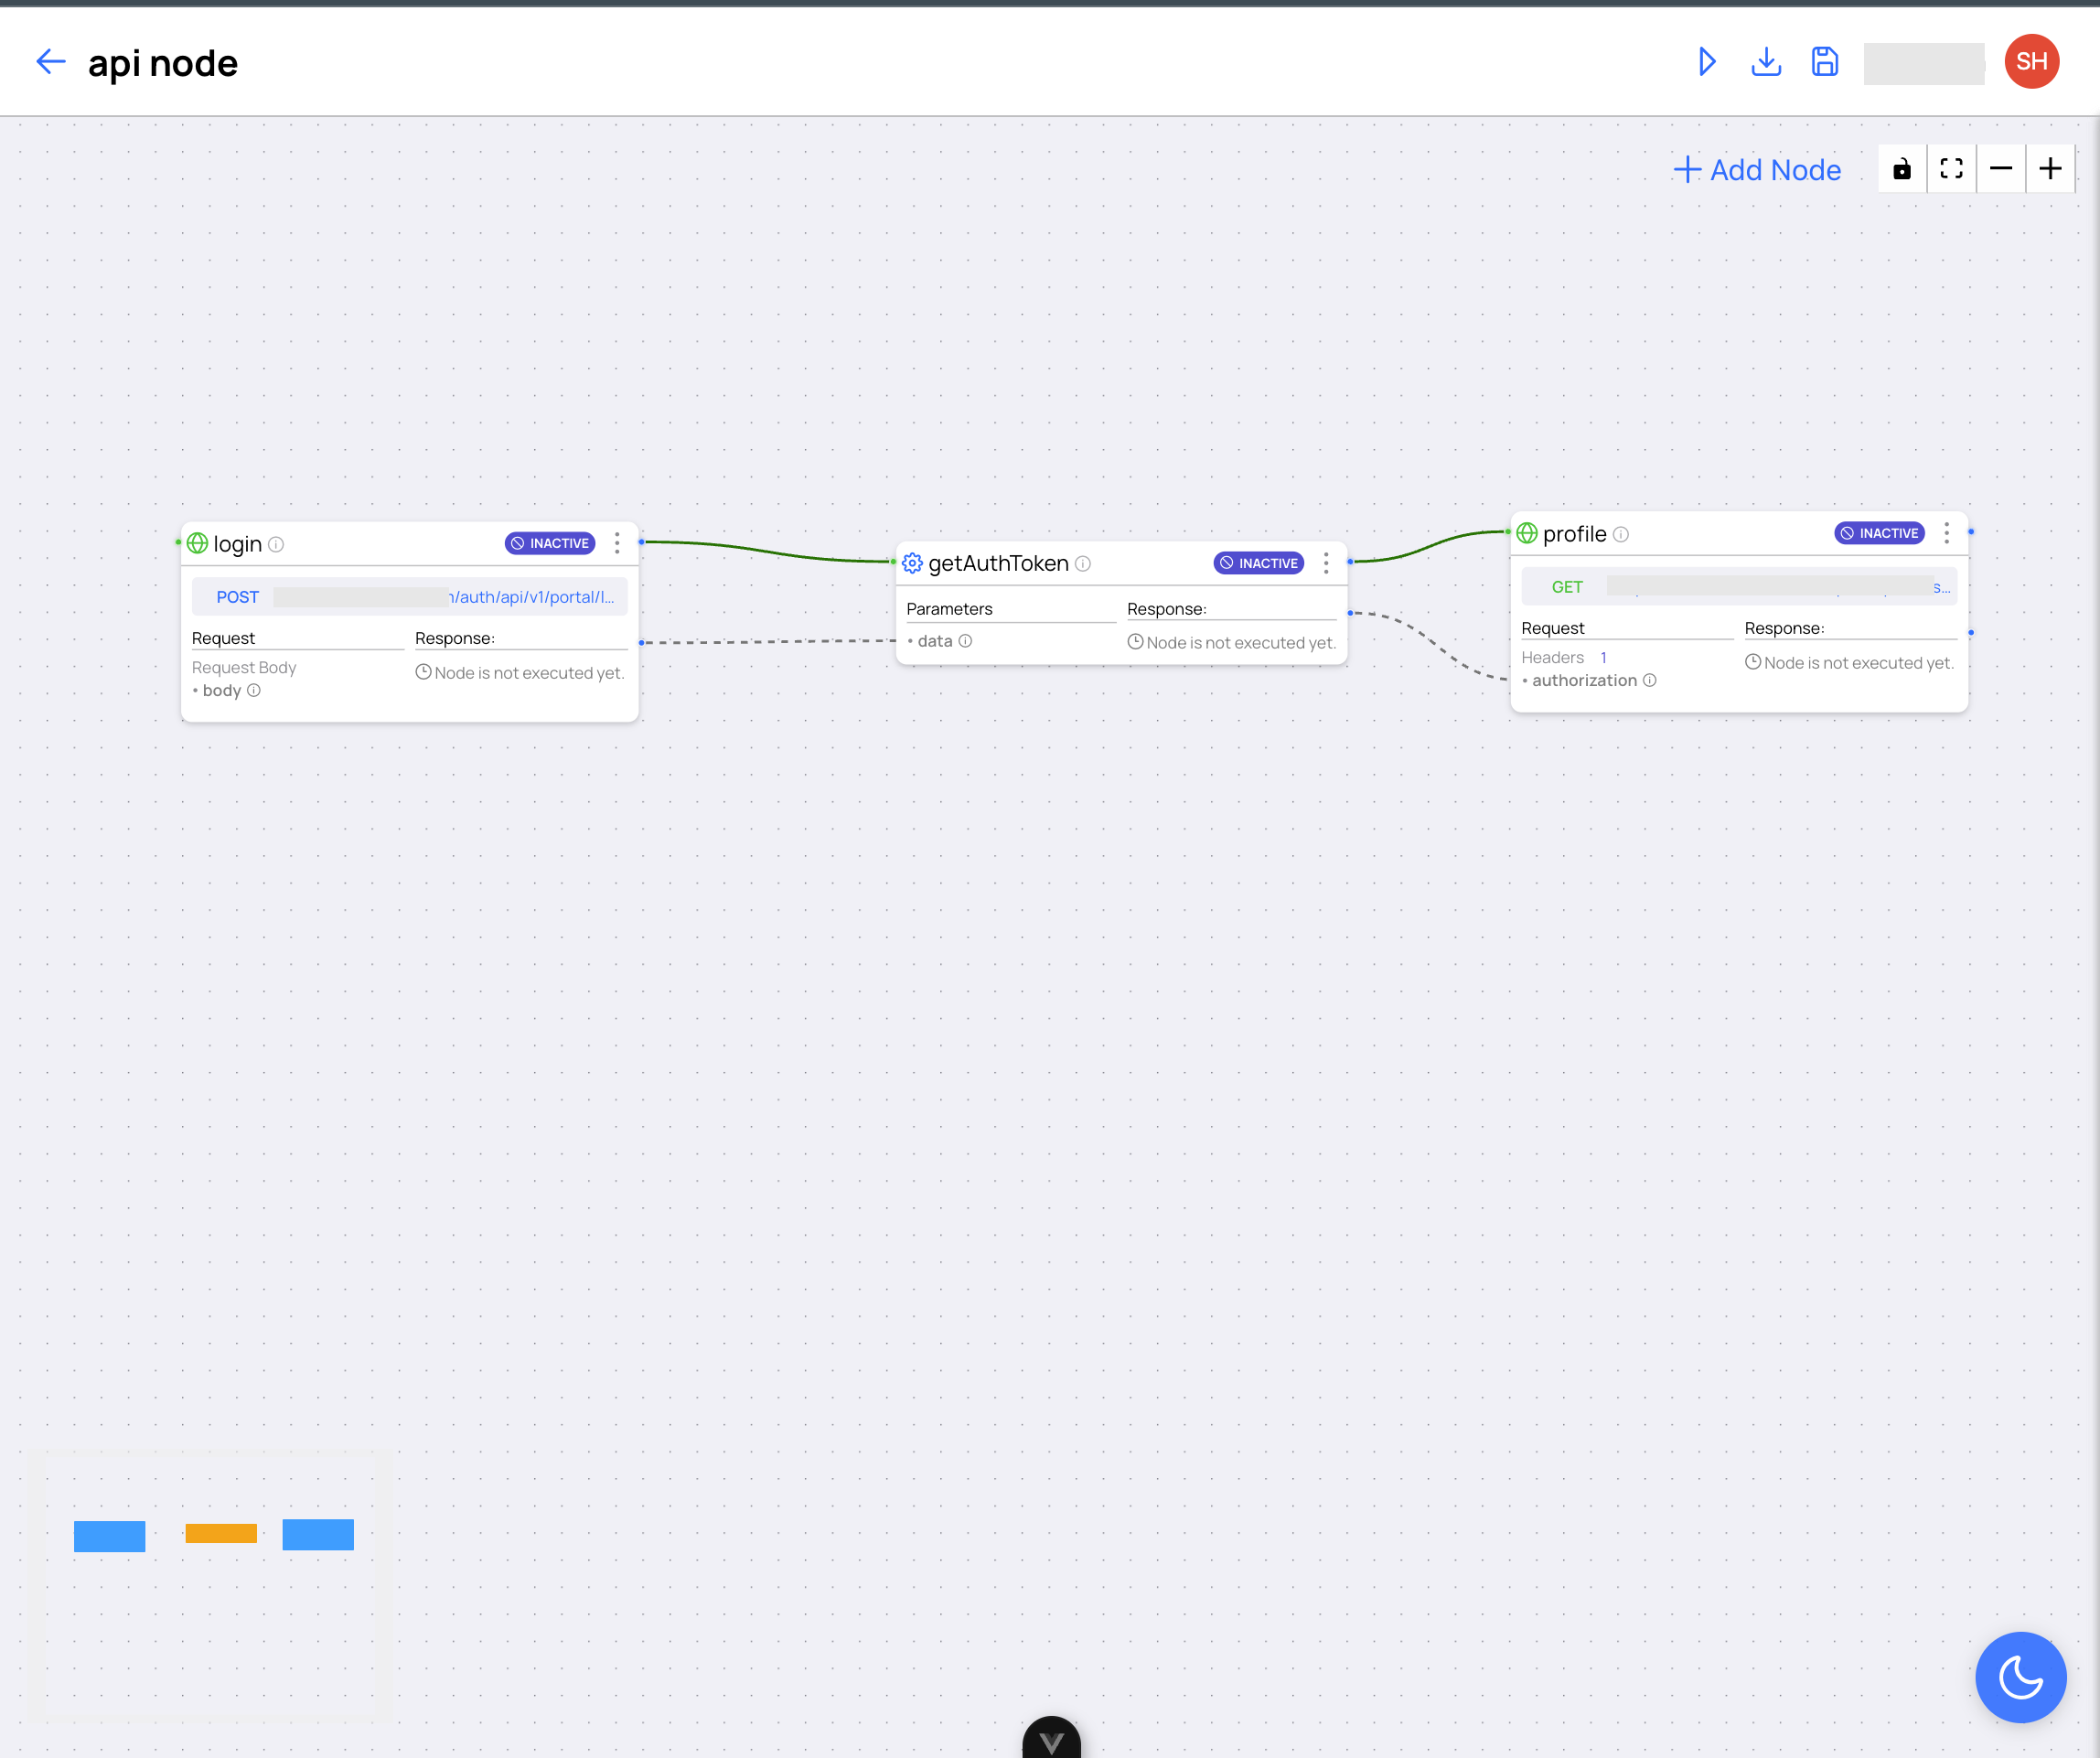 api node
SH
Add Node
login
INACTIVE
POST
/auth/api/v1/portal/l...
Request
Response:
Request Body
• body
Node is not executed yet.
getAuthToken
INACTIVE
Parameters
Response:
• data
Node is not executed yet.
profile
INACTIVE
GET
s...
Request
Response:
Headers 1
• authorization
Node is not executed yet.